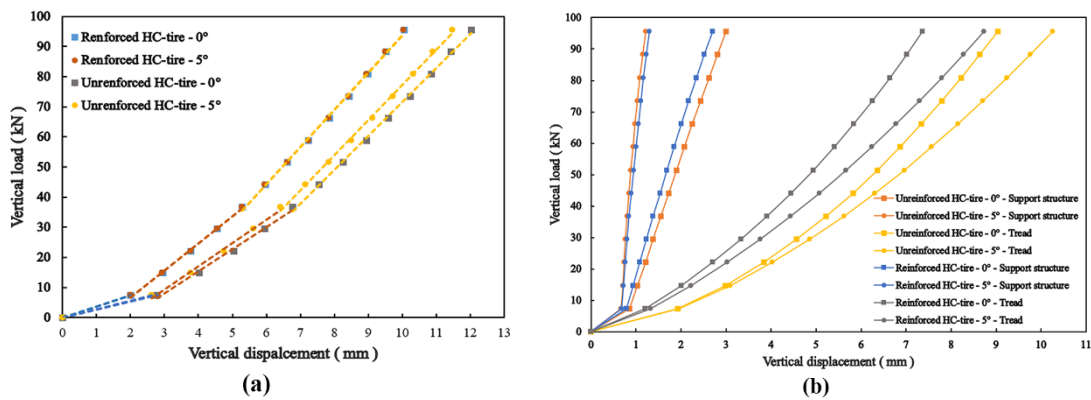 100
90
80
70
60
50
40
30
20
10
0
Vertical load ( kN )
Renforced HC-tire - 0°
Renforced HC-tire - 5°
Unrenforced HC-tire - 0°
Unrenforced HC-tire - 5°
0 1 2 3 4 5 6 7 8 9 10 11 12 13
Vertical dispalcement ( mm )
(a)
100
90
80
70
60
50
40
30
20
10
0
Vertical load( kN )
Unreinforced HC-tire - 0° - Support structure
Unreinforced HC-tire - 5° - Support structure
Unreinforced HC-tire - 0° - Tread
Unreinforced HC-tire - 5° - Tread
Reinforced HC-tire - 0° - Support structure
Reinforced HC-tire - 5° - Support structure
Reinforced HC-tire - 0° - Tread
Reinforced HC-tire - 5° - Tread
0 1 2 3 4 5 6 7 8 9 10 11
Vertical displacement ( mm )
(b)